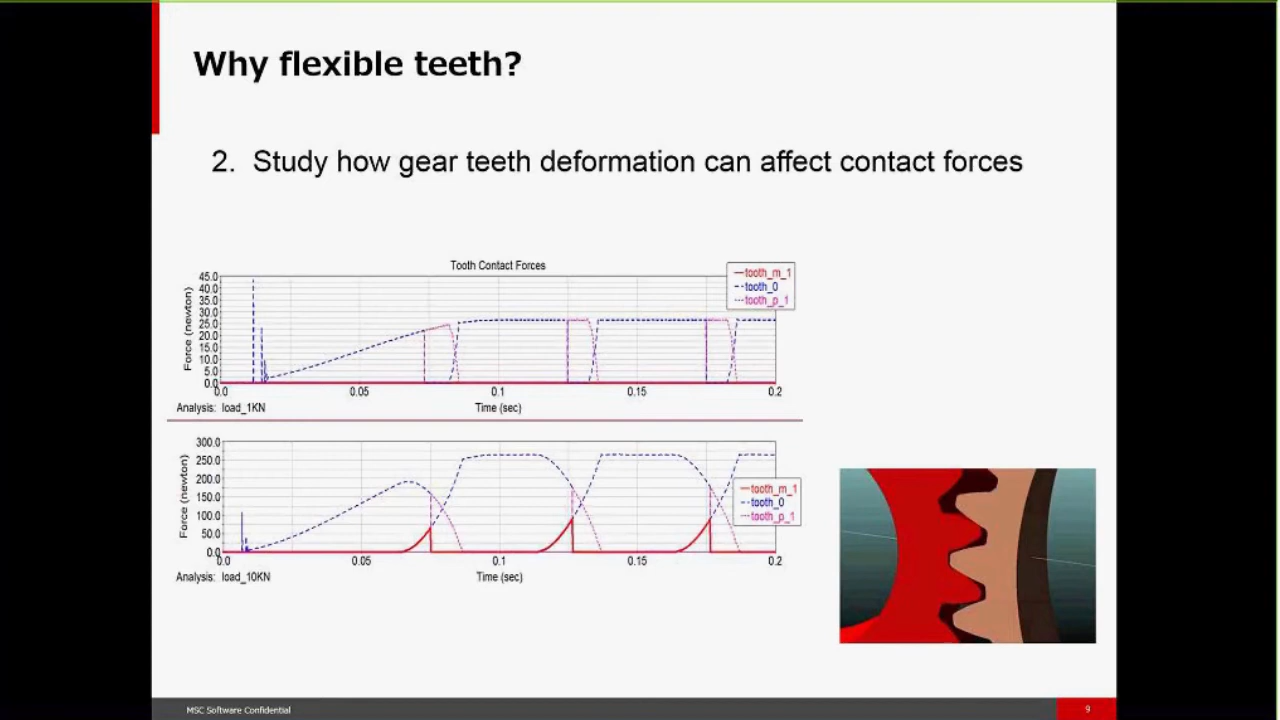 Why flexible teeth?
2. Study how gear teeth deformation can affect contact forces
Tooth Contact Forces
tooth_m_1
tooth_0
tooth_p_1
Force (newton)
45.0
40.0
35.0
30.0
25.0
20.0
15.0
10.0
5.0
0.0
0.0 0.05 0.1 0.15 0.2
Analysis: load_1KN Time (sec)
tooth_m_1
tooth_0
tooth_p_1
Force (newton)
300.0
250.0
200.0
150.0
100.0
50.0
0.0
0.0 0.05 0.1 0.15 0.2
Analysis: load_10KN Time (sec)
MSC Software Confidential 9